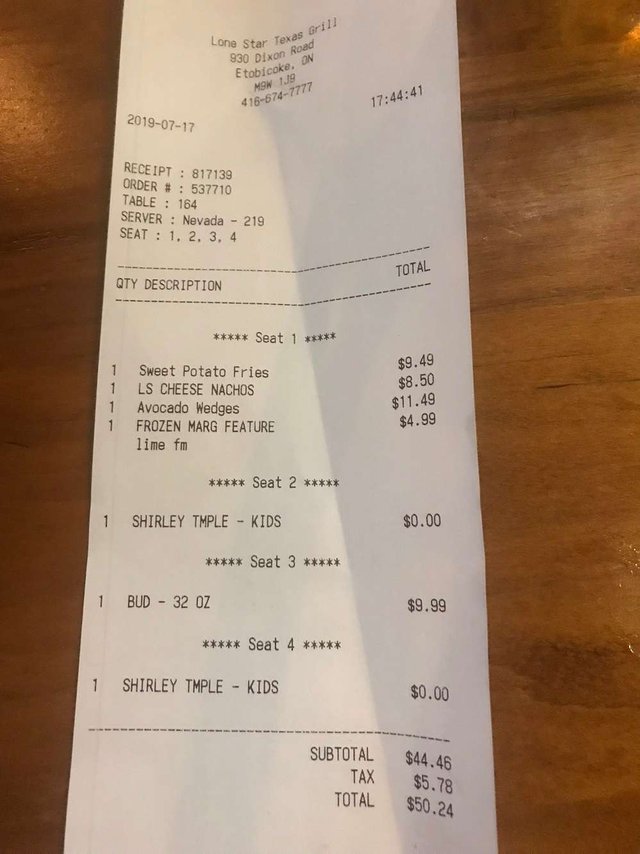 Lone Star Texas Grill
930 Dixon Road
Etobicoke, ON
M9W 1J9
416-674-7777
2019-07-17 17:44:41
RECEIPT : 817139
ORDER # : 537710
TABLE : 164
SERVER : Nevada - 219
SEAT : 1, 2, 3, 4
QTY DESCRIPTION TOTAL
***** Seat 1 *****
1 Sweet Potato Fries $9.49
1 LS CHEESE NACHOS $8.50
1 Avocado Wedges $11.49
1 FROZEN MARG FEATURE $4.99
lime fm
***** Seat 2 *****
1 SHIRLEY TMPLE - KIDS $0.00
***** Seat 3 *****
1 BUD - 32 OZ $9.99
***** Seat 4 *****
1 SHIRLEY TMPLE - KIDS $0.00
SUBTOTAL $44.46
TAX $5.78
TOTAL $50.24